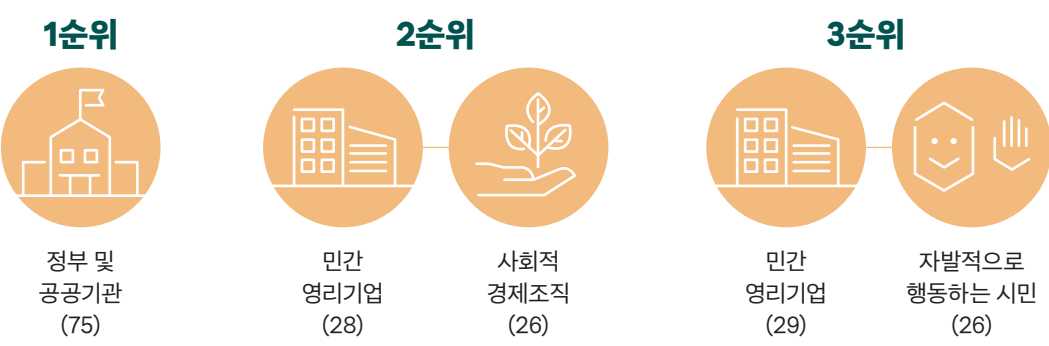 1순위
정부 및
공공기관
(75)
2순위
민간
영리기업
(28)
사회적
경제조직
(26)
3순위
민간
영리기업
(29)
자발적으로
행동하는 시민
(26)